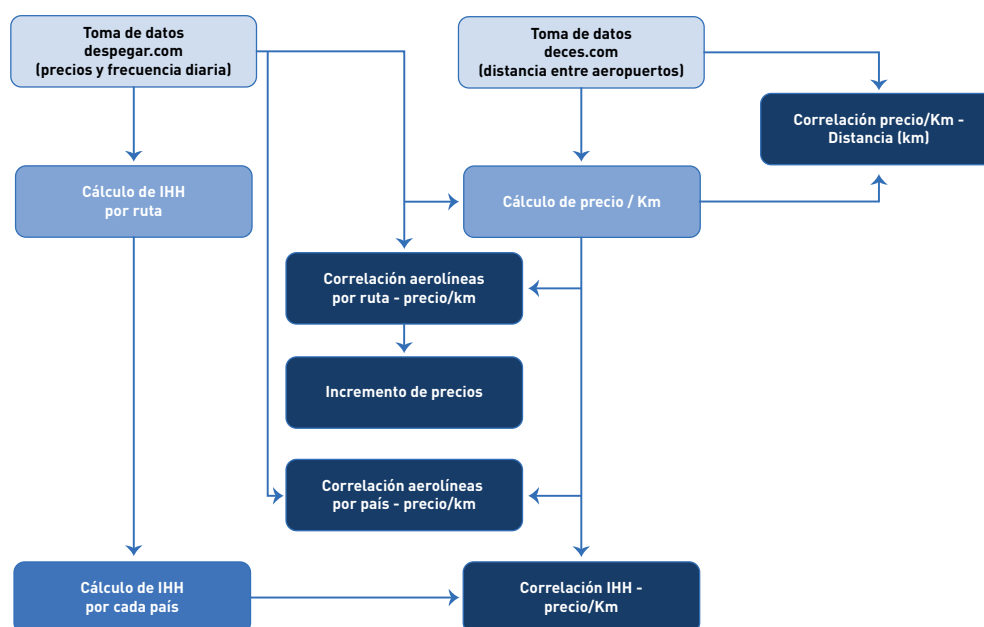 Toma de datos
despegar.com
(precios y frecuencia diaria)
Toma de datos
deces.com
(distancia entre aeropuertos)
Correlación precio/Km -
Distancia (km)
Cálculo de IHH
por ruta
Cálculo de precio / Km
Correlación aerolíneas
por ruta - precio/km
Incremento de precios
Correlación aerolíneas
por país - precio/km
Cálculo de IHH
por cada país
Correlación IHH -
precio/Km